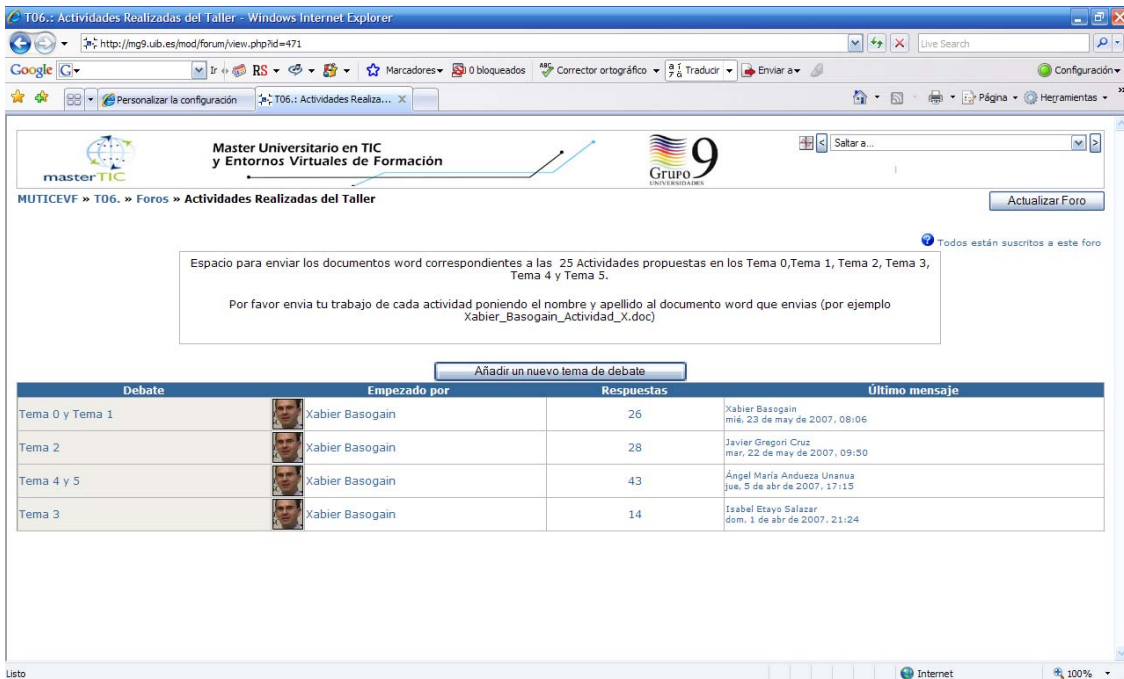 T06.: Actividades Realizadas del Taller - Windows Internet Explorer
http://mg9.uib.es/mod/forum/view.php?id=471
Live Search
Google G Ir RS Marcadores 0 bloqueados ABC Corrector ortográfico Traducir Enviar a Configuración
Personalizar la configuración T06.: Actividades Realiza... X Página Herramientas
masterTIC
Master Universitario en TIC
y Entornos Virtuales de Formación
Grupo 9
UNIVERSIDADES
< Saltar a... >
MUTICEVF » T06. » Foros » Actividades Realizadas del Taller
Actualizar Foro
Todos están suscritos a este foro
Espacio para enviar los documentos word correspondientes a las 25 Actividades propuestas en los Tema 0,Tema 1, Tema 2, Tema 3,
Tema 4 y Tema 5.
Por favor envia tu trabajo de cada actividad poniendo el nombre y apellido al documento word que envias (por ejemplo
Xabier_Basogain_Actividad_X.doc)
Añadir un nuevo tema de debate
Debate Empezado por Respuestas Último mensaje
Tema 0 y Tema 1 Xabier Basogain 26 Xabier Basogain
mié, 23 de may de 2007, 08:06
Tema 2 Xabier Basogain 28 Javier Gregori Cruz
mar, 22 de may de 2007, 09:50
Tema 4 y 5 Xabier Basogain 43 Ángel María Andueza Unanua
jue, 5 de abr de 2007, 17:15
Tema 3 Xabier Basogain 14 Isabel Etayo Salazar
dom, 1 de abr de 2007, 21:24
Listo Internet 100%